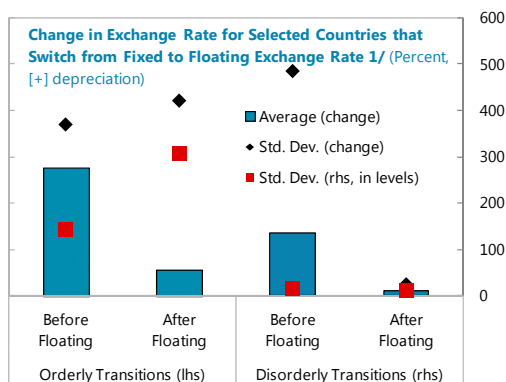 Change in Exchange Rate for Selected Countries that
Switch from Fixed to Floating Exchange Rate 1/ (Percent,
[+] depreciation)
Average (change)
Std. Dev. (change)
Std. Dev. (rhs, in levels)
600
500
400
300
200
100
0
Before
Floating
After
Floating
Before
Floating
After
Floating
Orderly Transitions (lhs)
Disorderly Transitions (rhs)